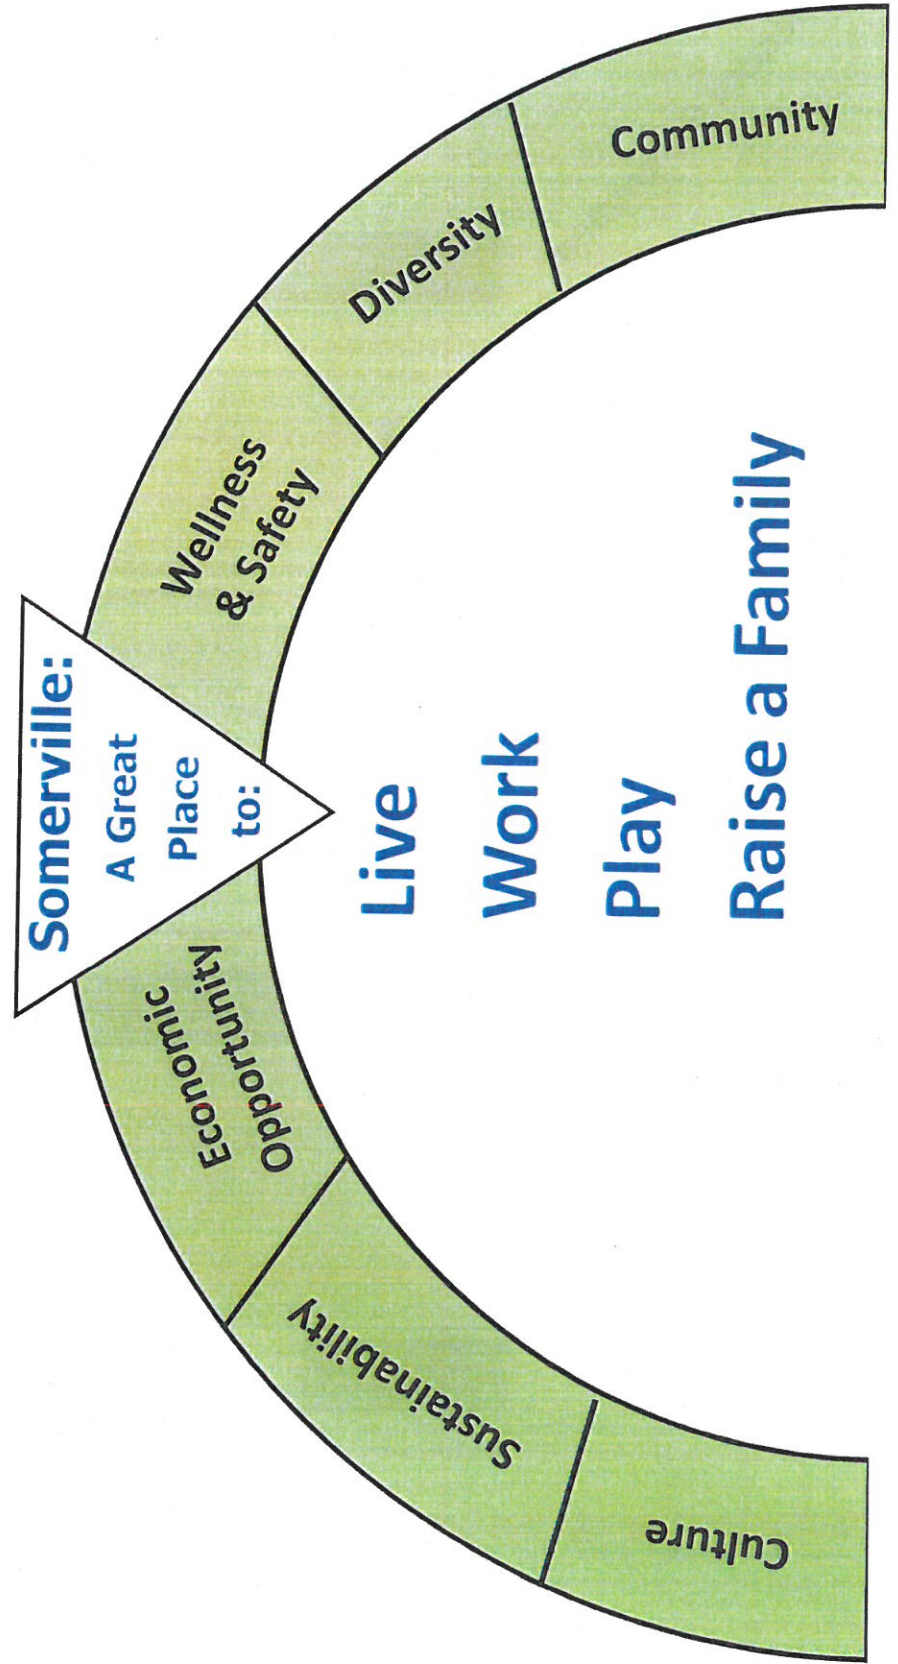 Somerville:
A Great
Place
to:
Culture
Sustainability
Economic
Opportunity
Wellness
& Safety
Diversity
Community
Live
Work
Play
Raise a Family